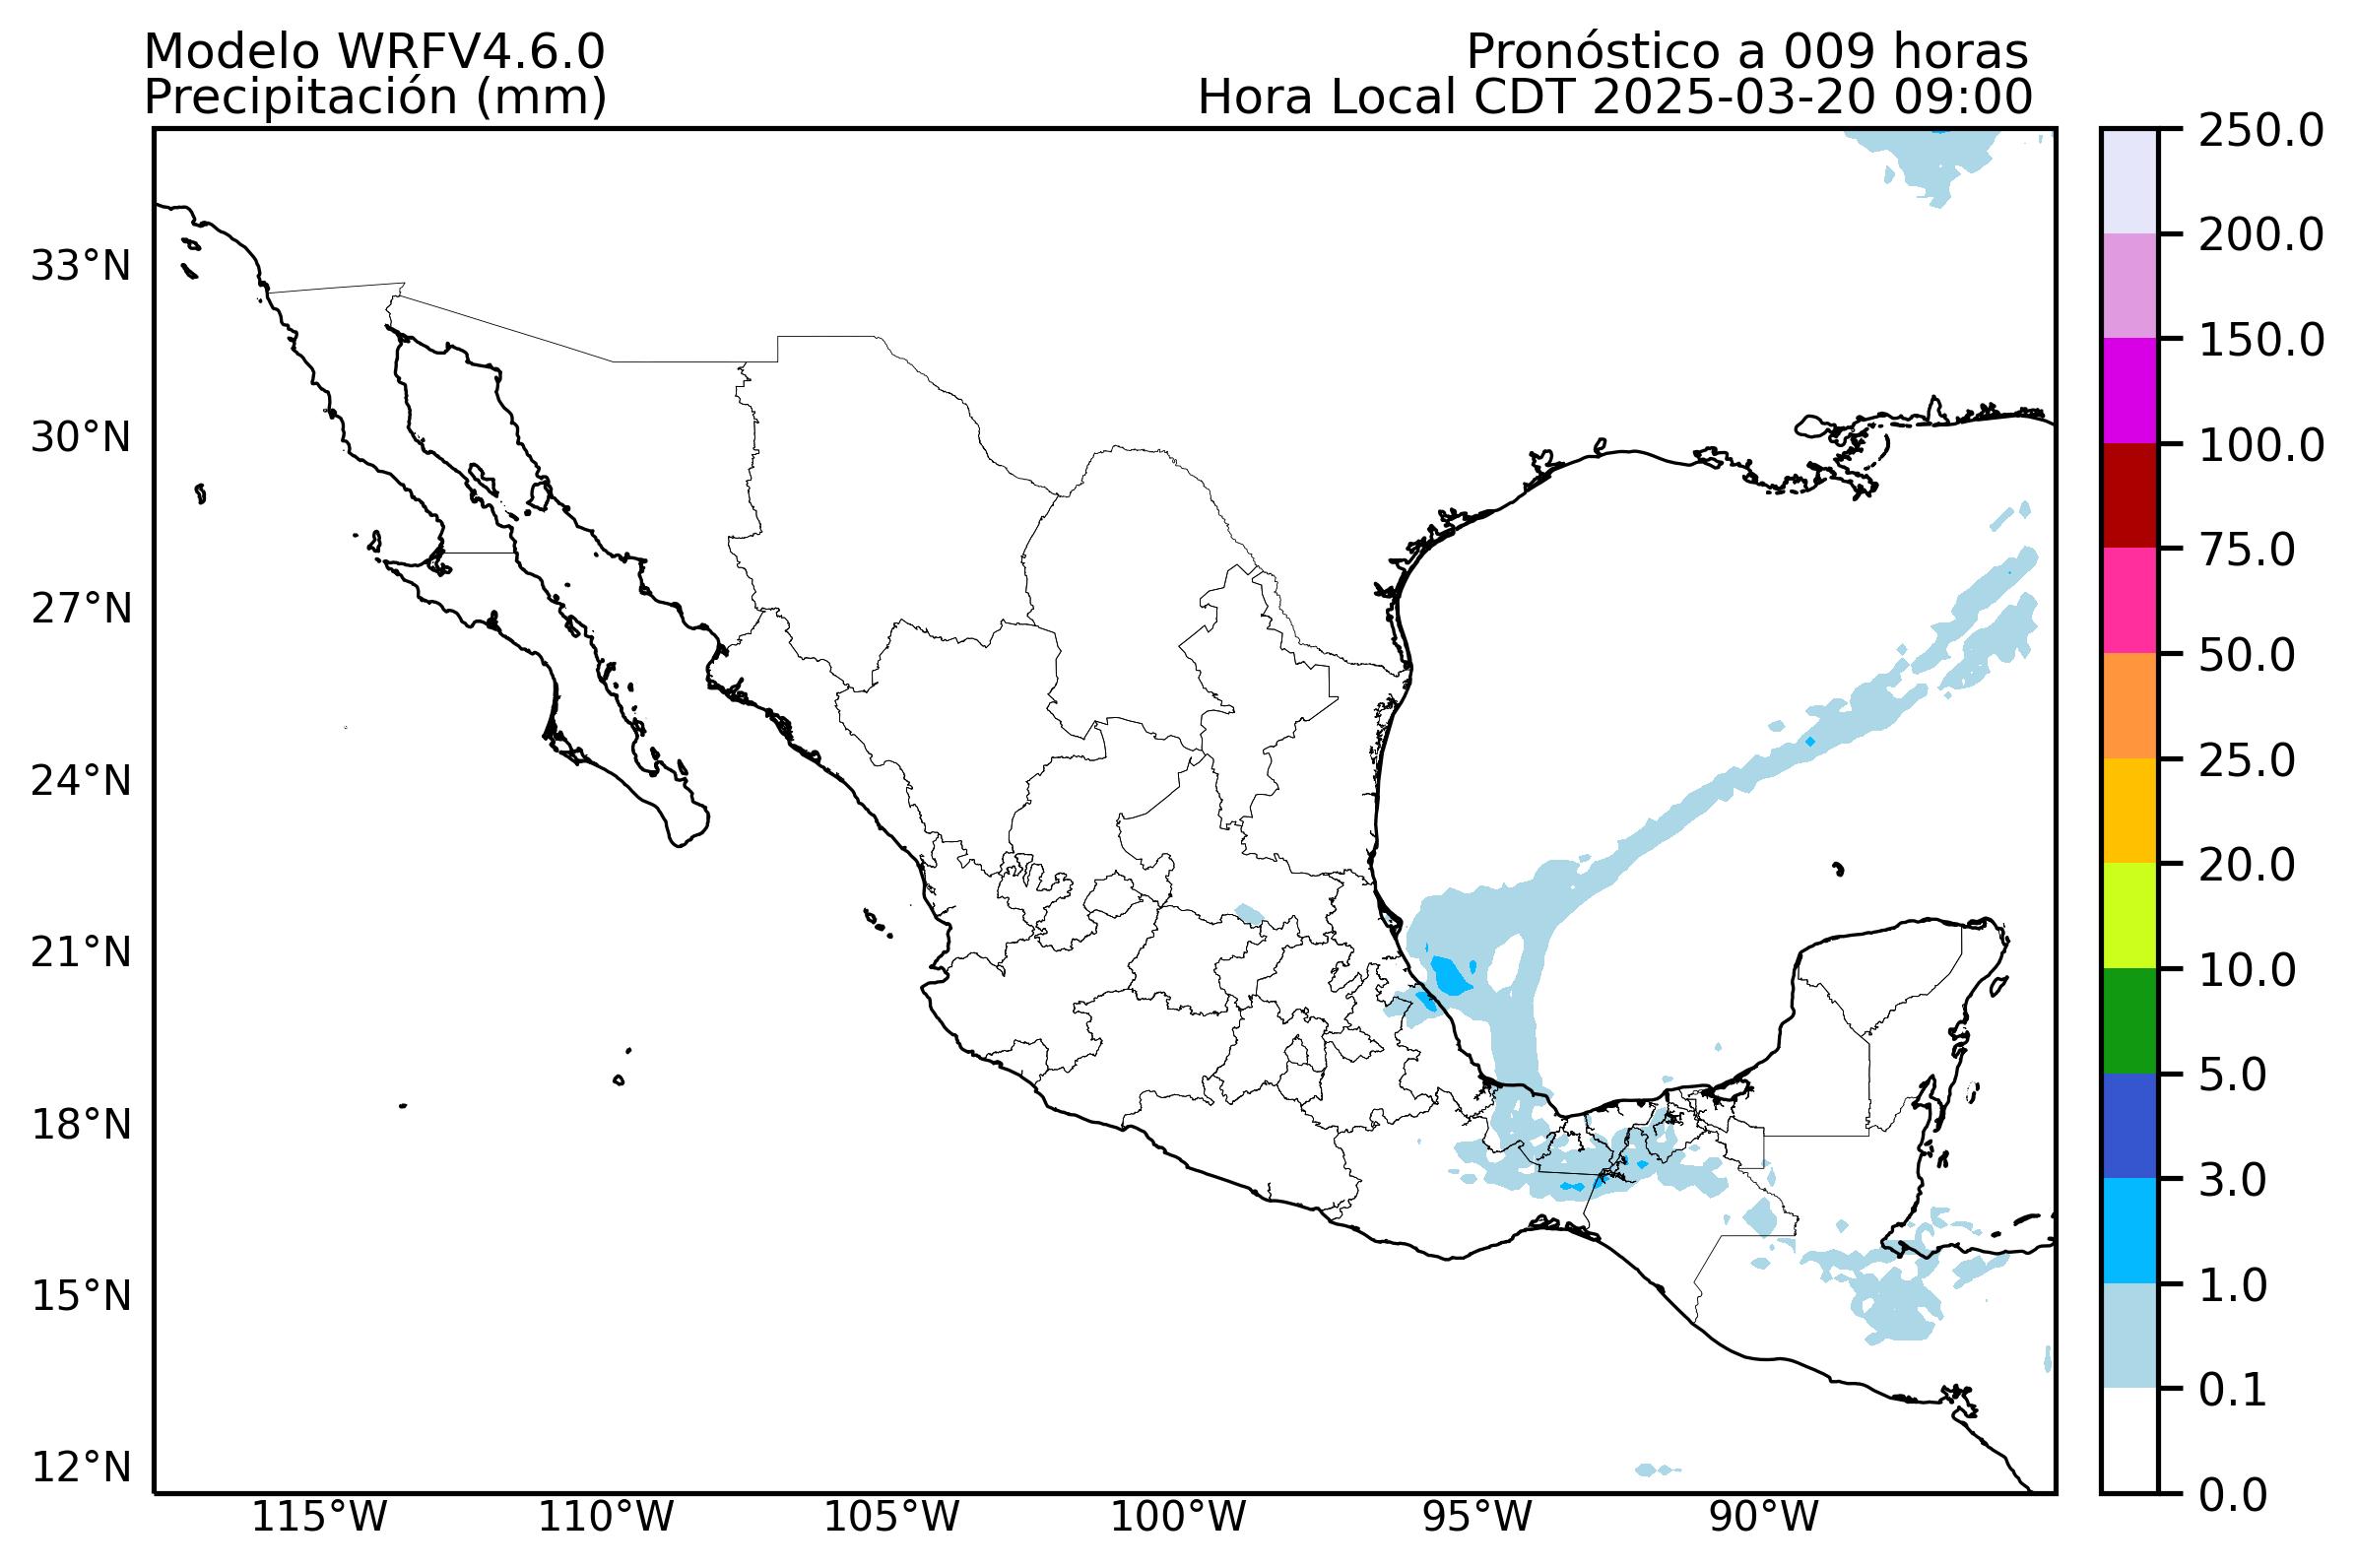 Modelo WRFV4.6.0
Precipitación (mm)
Pronóstico a 009 horas
Hora Local CDT 2025-03-20 09:00
33°N
30°N
27°N
24°N
21°N
18°N
15°N
12°N
115°W
110°W
105°W
100°W
95°W
90°W
250.0
200.0
150.0
100.0
75.0
50.0
25.0
20.0
10.0
5.0
3.0
1.0
0.1
0.0